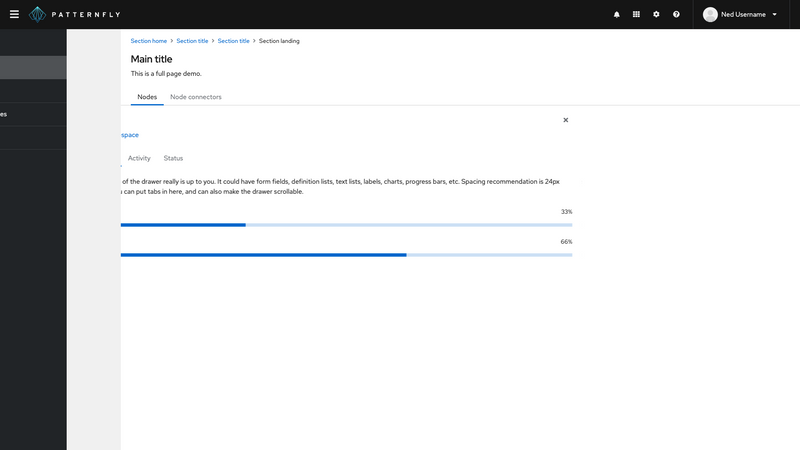 PATTERNFLY
Ned Username
Section home > Section title > Section title > Section landing
Main title
This is a full page demo.
Nodes Node connectors
es
space
Activity Status
of the drawer really is up to you. It could have form fields, definition lists, text lists, labels, charts, progress bars, etc. Spacing recommendation is 24px
can put tabs in here, and can also make the drawer scrollable.
33%
66%